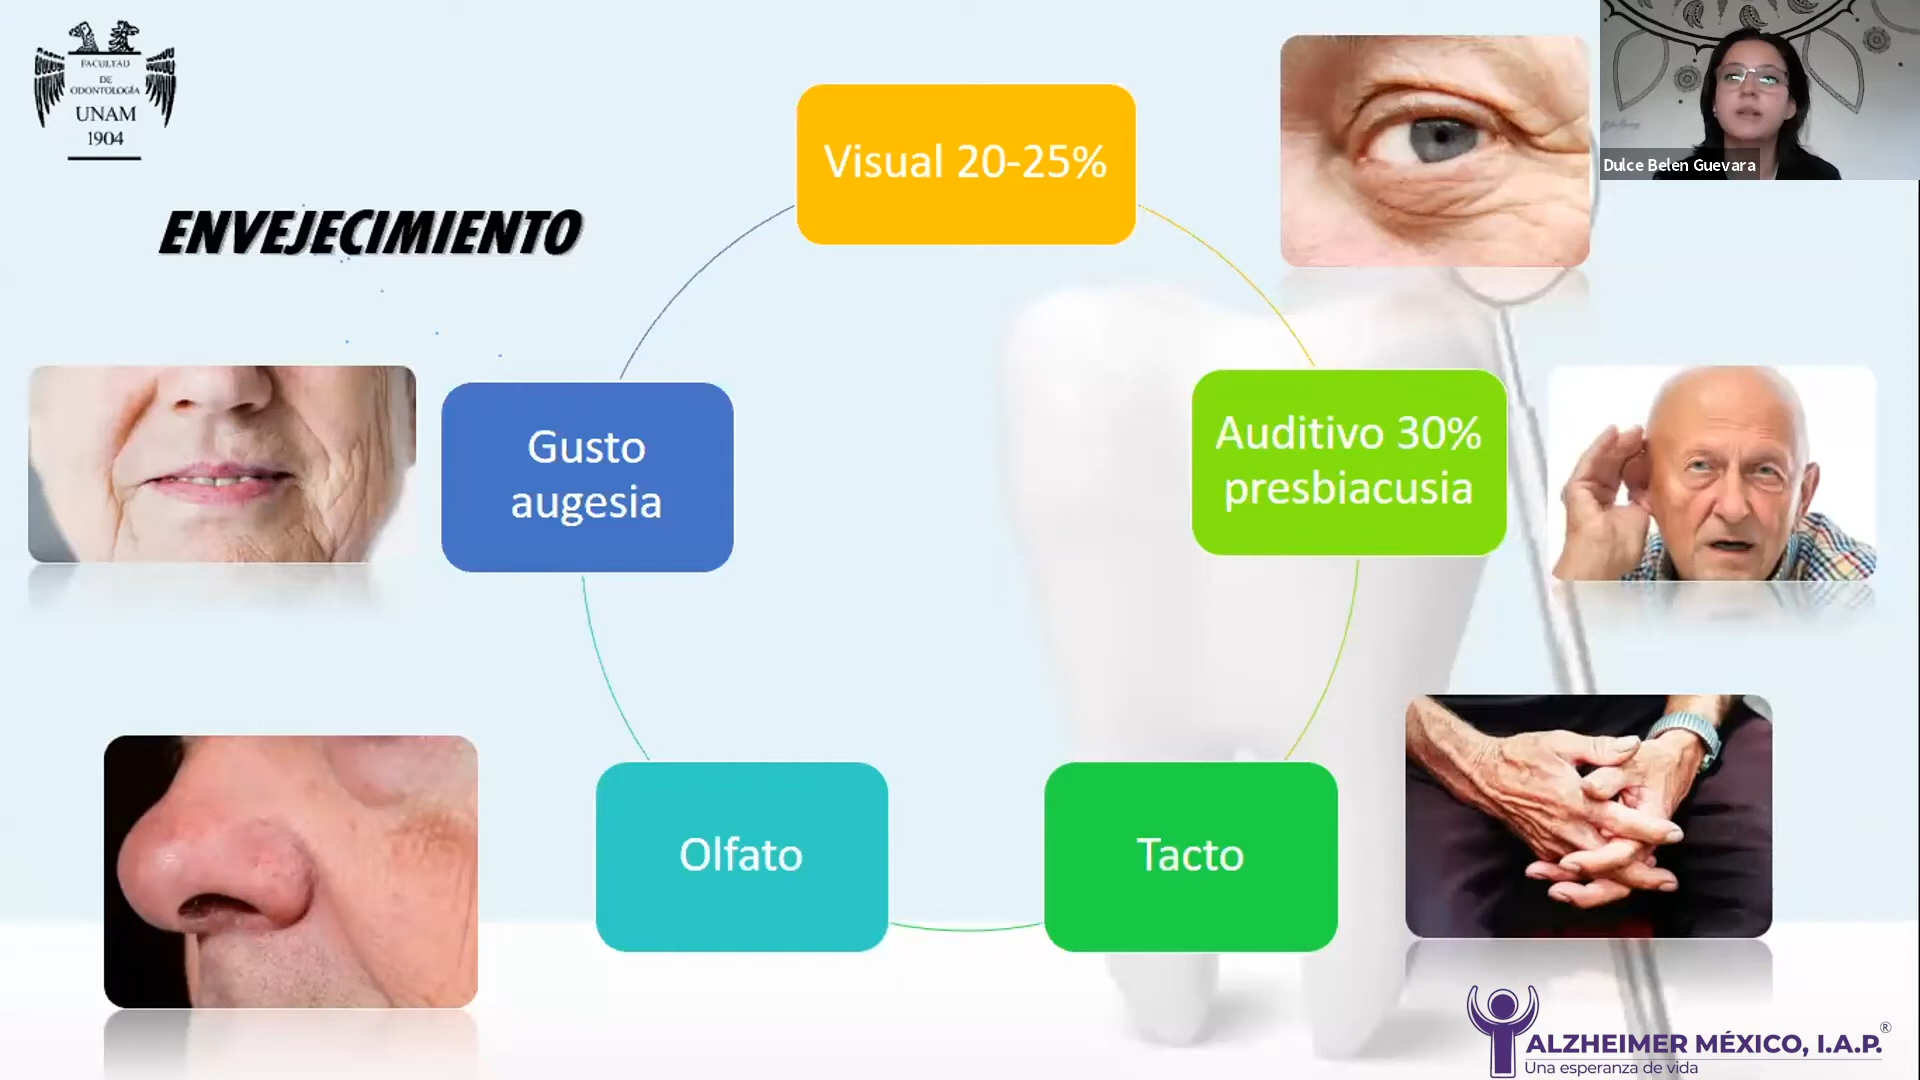 FACULTAD
DE
ODONTOLOGÍA
UNAM
1904
ENVEJECIMIENTO
Visual 20-25%
Dulce Belen Guevara
Gusto
augesia
Auditivo 30%
presbiacusia
Olfato
Tacto
ALZHEIMER MÉXICO, I.A.P.®
Una esperanza de vida